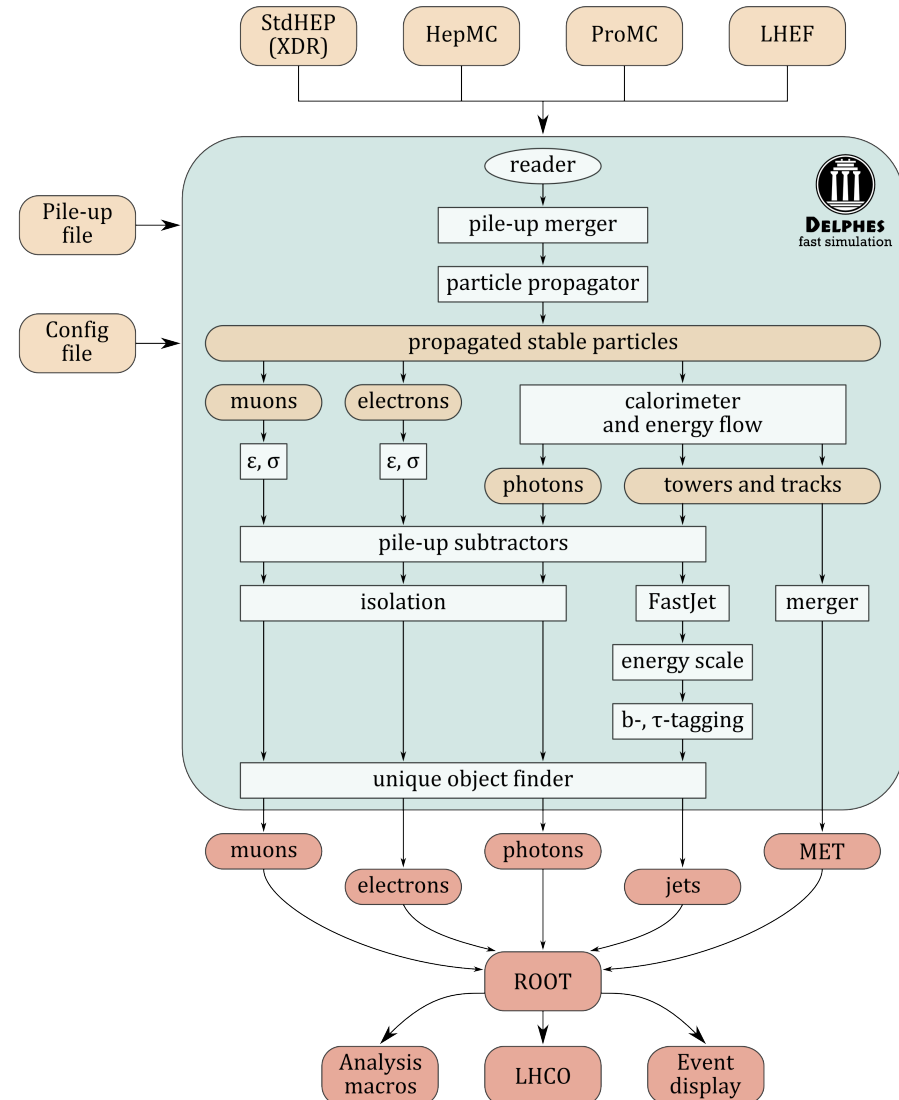 StdHEP
(XDR)
HepMC
ProMC
LHEF
reader
DELPHES
fast simulation
Pile-up
file
pile-up merger
particle propagator
Config
file
propagated stable particles
muons
electrons
calorimeter
and energy flow
ε, σ
ε, σ
photons
towers and tracks
pile-up subtractors
isolation
FastJet
merger
energy scale
b-, τ-tagging
unique object finder
muons
photons
MET
electrons
jets
ROOT
Analysis
macros
LHCO
Event
display